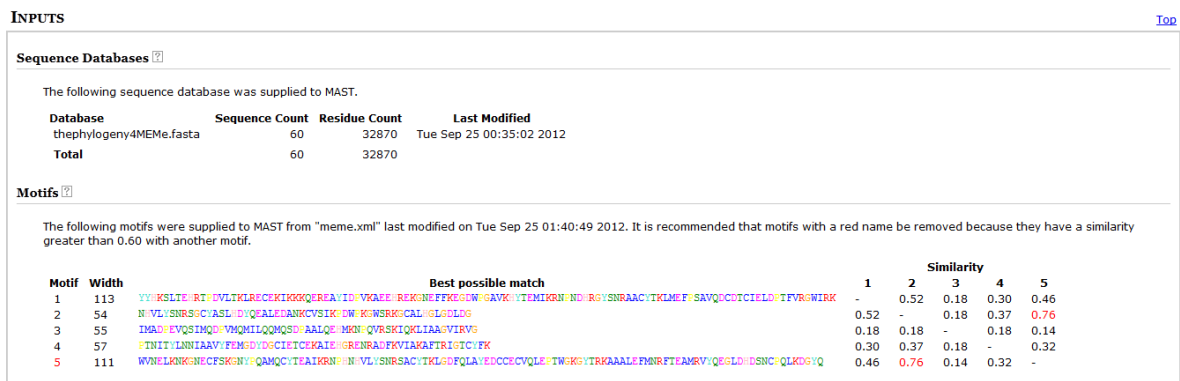 INPUTS
Top
Sequence Databases ?
The following sequence database was supplied to MAST.
Database Sequence Count Residue Count Last Modified
thephylogeny4MEMe.fasta 60 32870 Tue Sep 25 00:35:02 2012
Total 60 32870
Motifs ?
The following motifs were supplied to MAST from "meme.xml" last modified on Tue Sep 25 01:40:49 2012. It is recommended that motifs with a red name be removed because they have a similarity
greater than 0.60 with another motif.
Similarity
Motif Width Best possible match 1 2 3 4 5
1 113 YYHKSLTEHRTPDVLTKLRECEKIKKKQEREAYIDPVKAEEHREKGNEFFKEGDWPGAVKHYTEMIKRNPNDHRGYSNRAACYTKLMEFPSAVQDCDTCIELDPTFVRGWIRK - 0.52 0.18 0.30 0.46
2 54 NHVLYSNRSGCYASLHDYQEALEDANKCVSIKPDWPKGWSRKGCALHGLGDLDG 0.52 - 0.18 0.37 0.76
3 55 IMADPEVQSIMQDPVMQMILQQMQSDPAALQEHMKNPQVRSKIQKLIAAGVIRVG 0.18 0.18 - 0.18 0.14
4 57 PTNITYLNNIAAVYFEMGDYDGCIETCEKAIEHGRENRADFKVIAKAFTRIGTCYFK 0.30 0.37 0.18 - 0.32
5 111 WVNELKNKGNECFSKGNYPQAMQCYTEAIKRNPHNHVLYSNRSACYTKLGDFQLAYEDCCECVQLEPTWGKGYTRKAAALEFMNRFTEAMRVYQEGLDHDSNCPQLKDGYQ 0.46 0.76 0.14 0.32 -